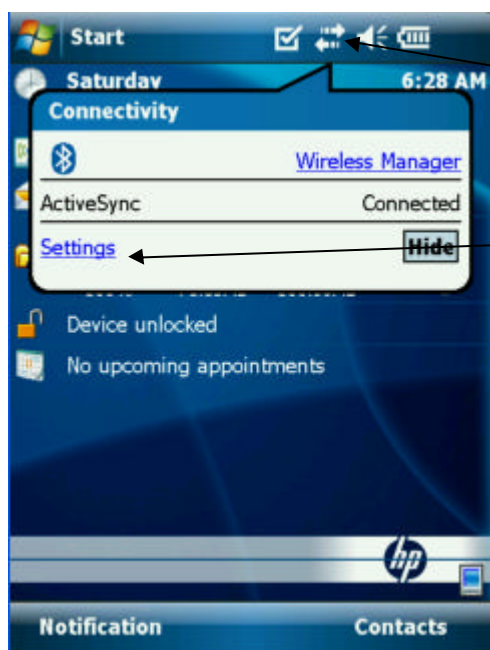 Start
Saturday 6:28 AM
Connectivity
Wireless Manager
ActiveSync Connected
Settings Hide
Device unlocked
No upcoming appointments
hp
Notification Contacts